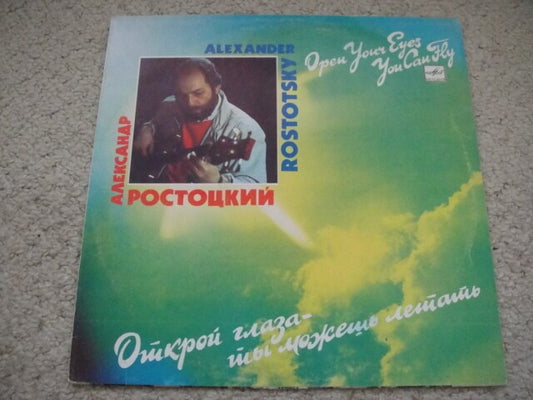 ALEXANDER
ROSTOTSKY
Open Your Eyes
You Can Fly
АЛЕКСАНДР
РОСТОЦКИЙ
Открой глаза-
ты можешь летать